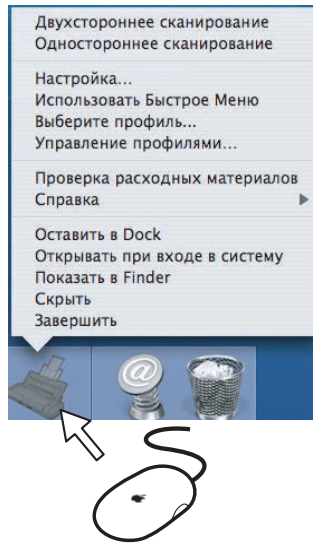 Двухстороннее сканирование
Одностороннее сканирование
Настройка...
Использовать Быстрое Меню
Выберите профиль...
Управление профилями...
Проверка расходных материалов
Справка
Оставить в Dock
Открывать при входе в систему
Показать в Finder
Скрыть
Завершить
@